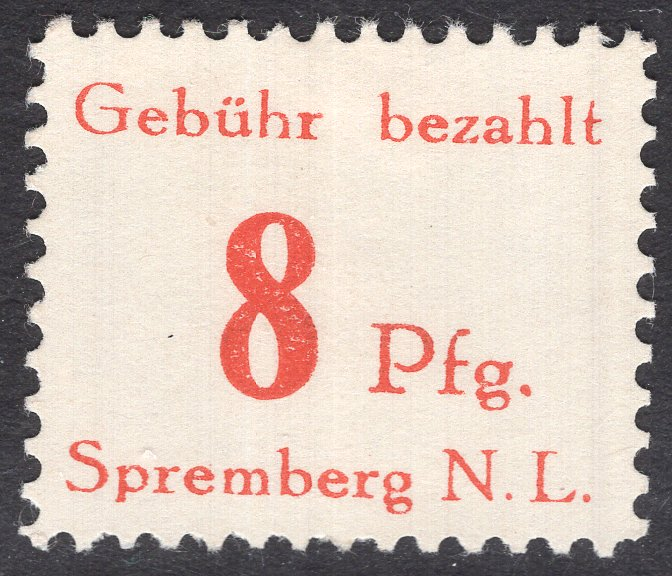 Gebühr bezahlt
8 Pfg.
Spremberg N. L.